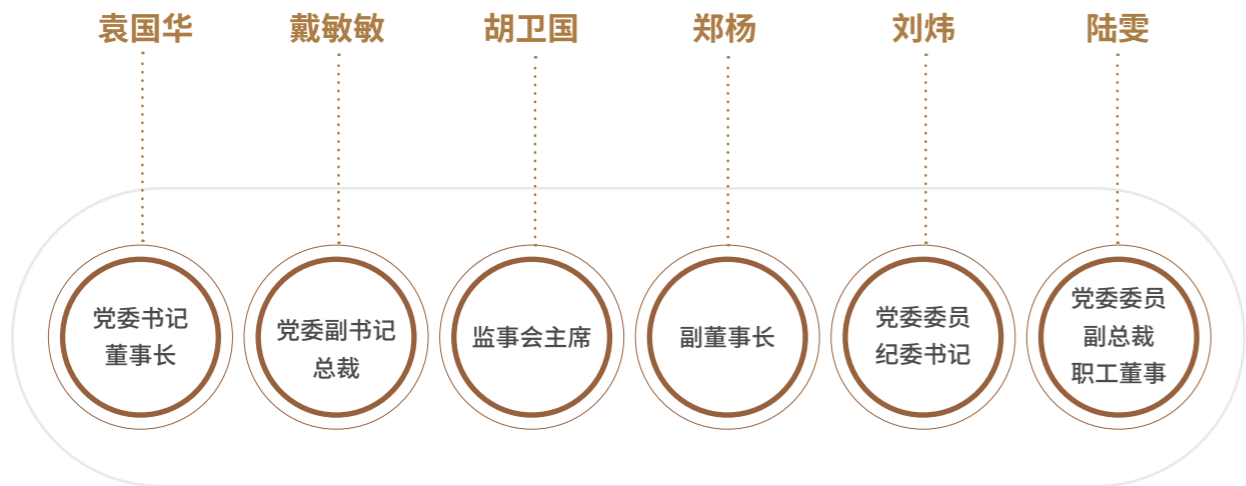 袁国华
戴敏敏
胡卫国
郑杨
刘炜
陆雯
党委书记
董事长
党委副书记
总裁
监事会主席
副董事长
党委委员
纪委书记
党委委员
副总裁
职工董事